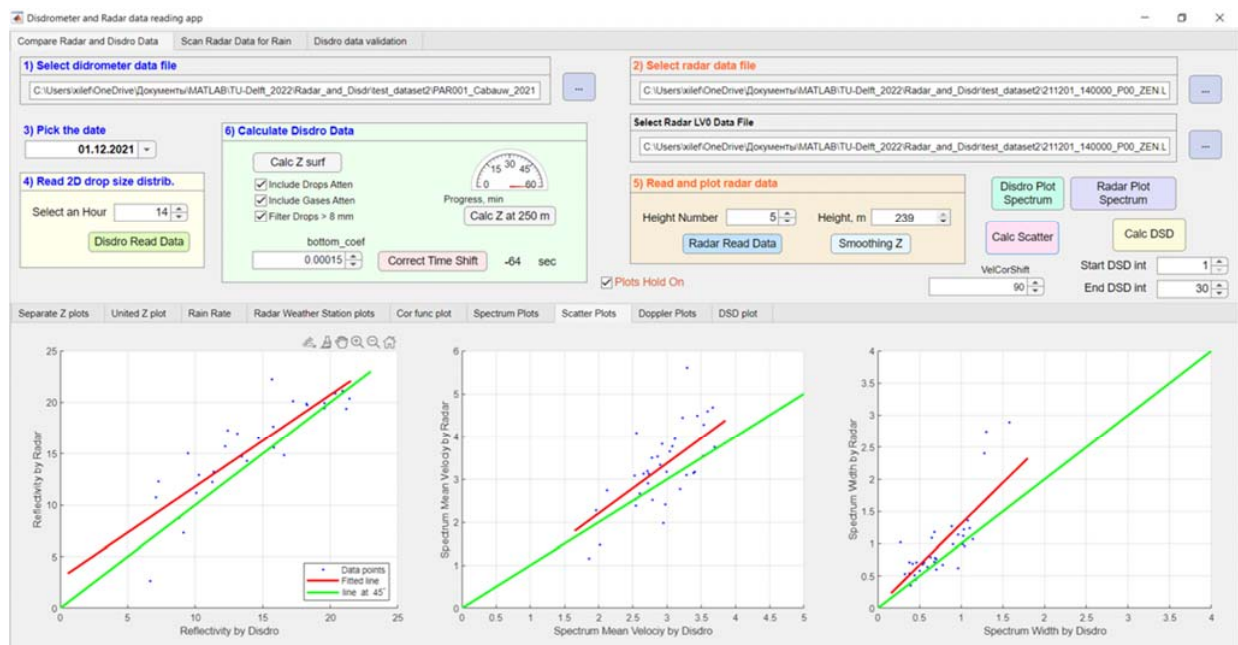 Disdrometer and Radar data reading app
Compare Radar and Disdro Data
Scan Radar Data for Rain
Disdro data validation
1) Select didrometer data file
C:\Users\xilef\OneDrive\Документы\MATLAB\TU-Delft_2022\Radar_and_Disdr\test_dataset2\PAR001_Cabauw_2021
...
2) Select radar data file
C:\Users\xilef\OneDrive\Документы\MATLAB\TU-Delft_2022\Radar_and_Disdr\test_dataset2\211201_140000_P00_ZEN.L
...
Select Radar LV0 Data File
C:\Users\xilef\OneDrive\Документы\MATLAB\TU-Delft_2022\Radar_and_Disdr\test_dataset2\211201_140000_P00_ZEN.L
...
3) Pick the date
01.12.2021
4) Read 2D drop size distrib.
Select an Hour 14
Disdro Read Data
6) Calculate Disdro Data
Calc Z surf
Include Drops Atten
Include Gases Atten
Filter Drops > 8 mm
0 15 30 45 60
Progress, min
Calc Z at 250 m
bottom_coef
0.00015
Correct Time Shift
-64 sec
5) Read and plot radar data
Height Number 5
Height, m 239
Radar Read Data
Smoothing Z
Plots Hold On
Disdro Plot
Spectrum
Radar Plot
Spectrum
Calc Scatter
Calc DSD
VelCorShift
90
Start DSD int 1
End DSD int 30
Separate Z plots
United Z plot
Rain Rate
Radar Weather Station plots
Cor func plot
Spectrum Plots
Scatter Plots
Doppler Plots
DSD plot
Reflectivity by Radar
25
20
15
10
5
0
0 5 10 15 20 25
Reflectivity by Disdro
Data points
Fitted line
line at 45°
Spectrum Mean Velociy by Radar
6
5
4
3
2
1
0
0 0.5 1 1.5 2 2.5 3 3.5 4 4.5 5
Spectrum Mean Velociy by Disdro
Spectrum Width by Radar
4
3.5
3
2.5
2
1.5
1
0.5
0
0 0.5 1 1.5 2 2.5 3 3.5 4
Spectrum Width by Disdro